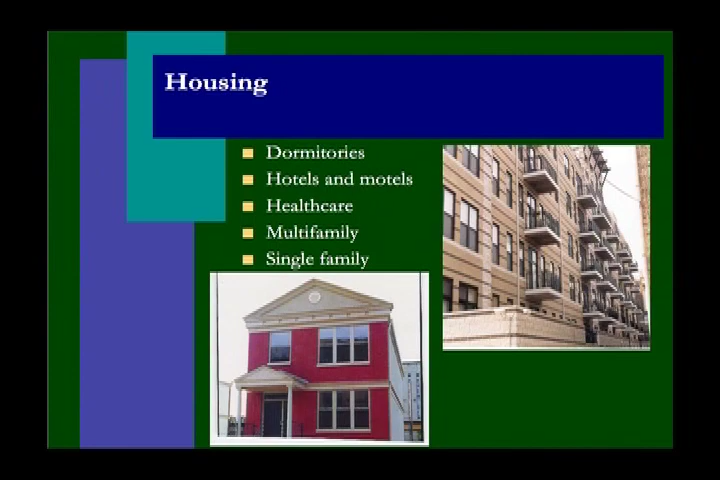 Housing
Dormitories
Hotels and motels
Healthcare
Multifamily
Single family